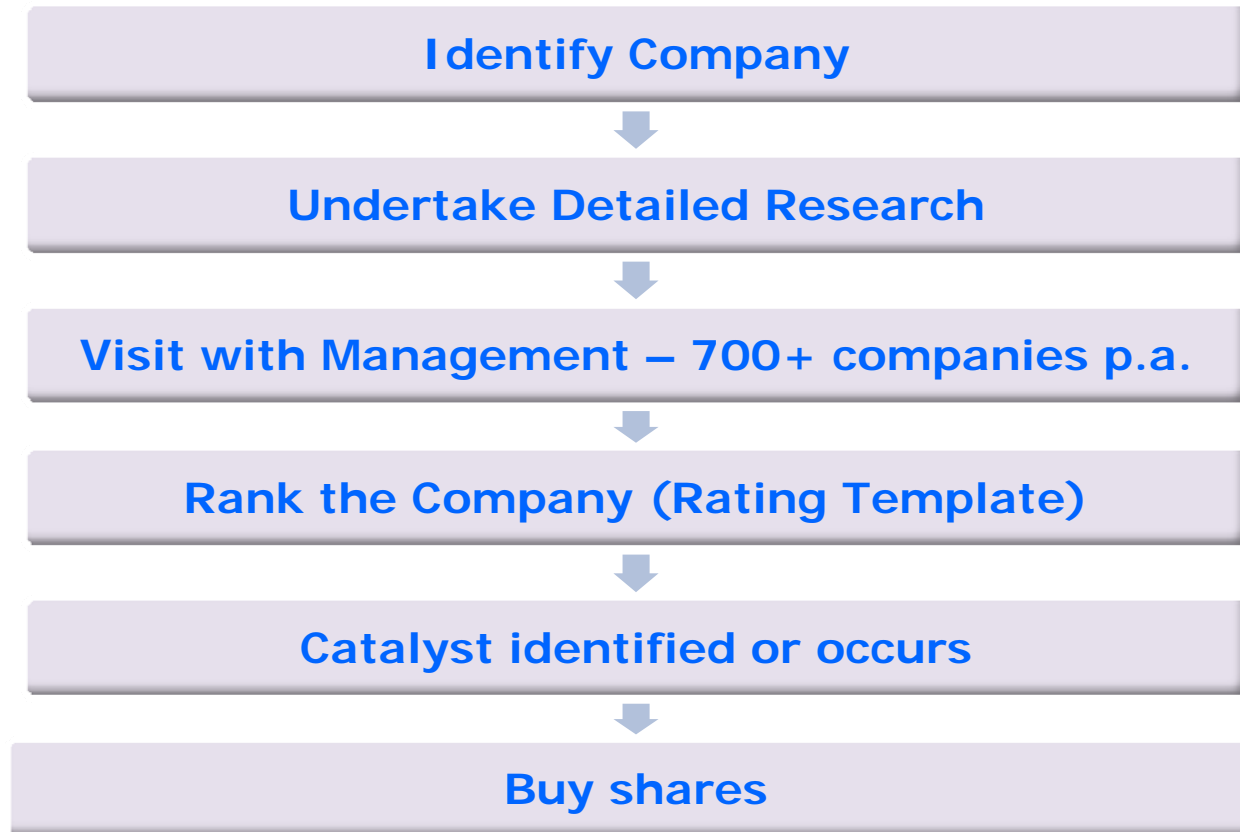 Identify Company
Undertake Detailed Research
Visit with Management – 700+ companies p.a.
Rank the Company (Rating Template)
Catalyst identified or occurs
Buy shares